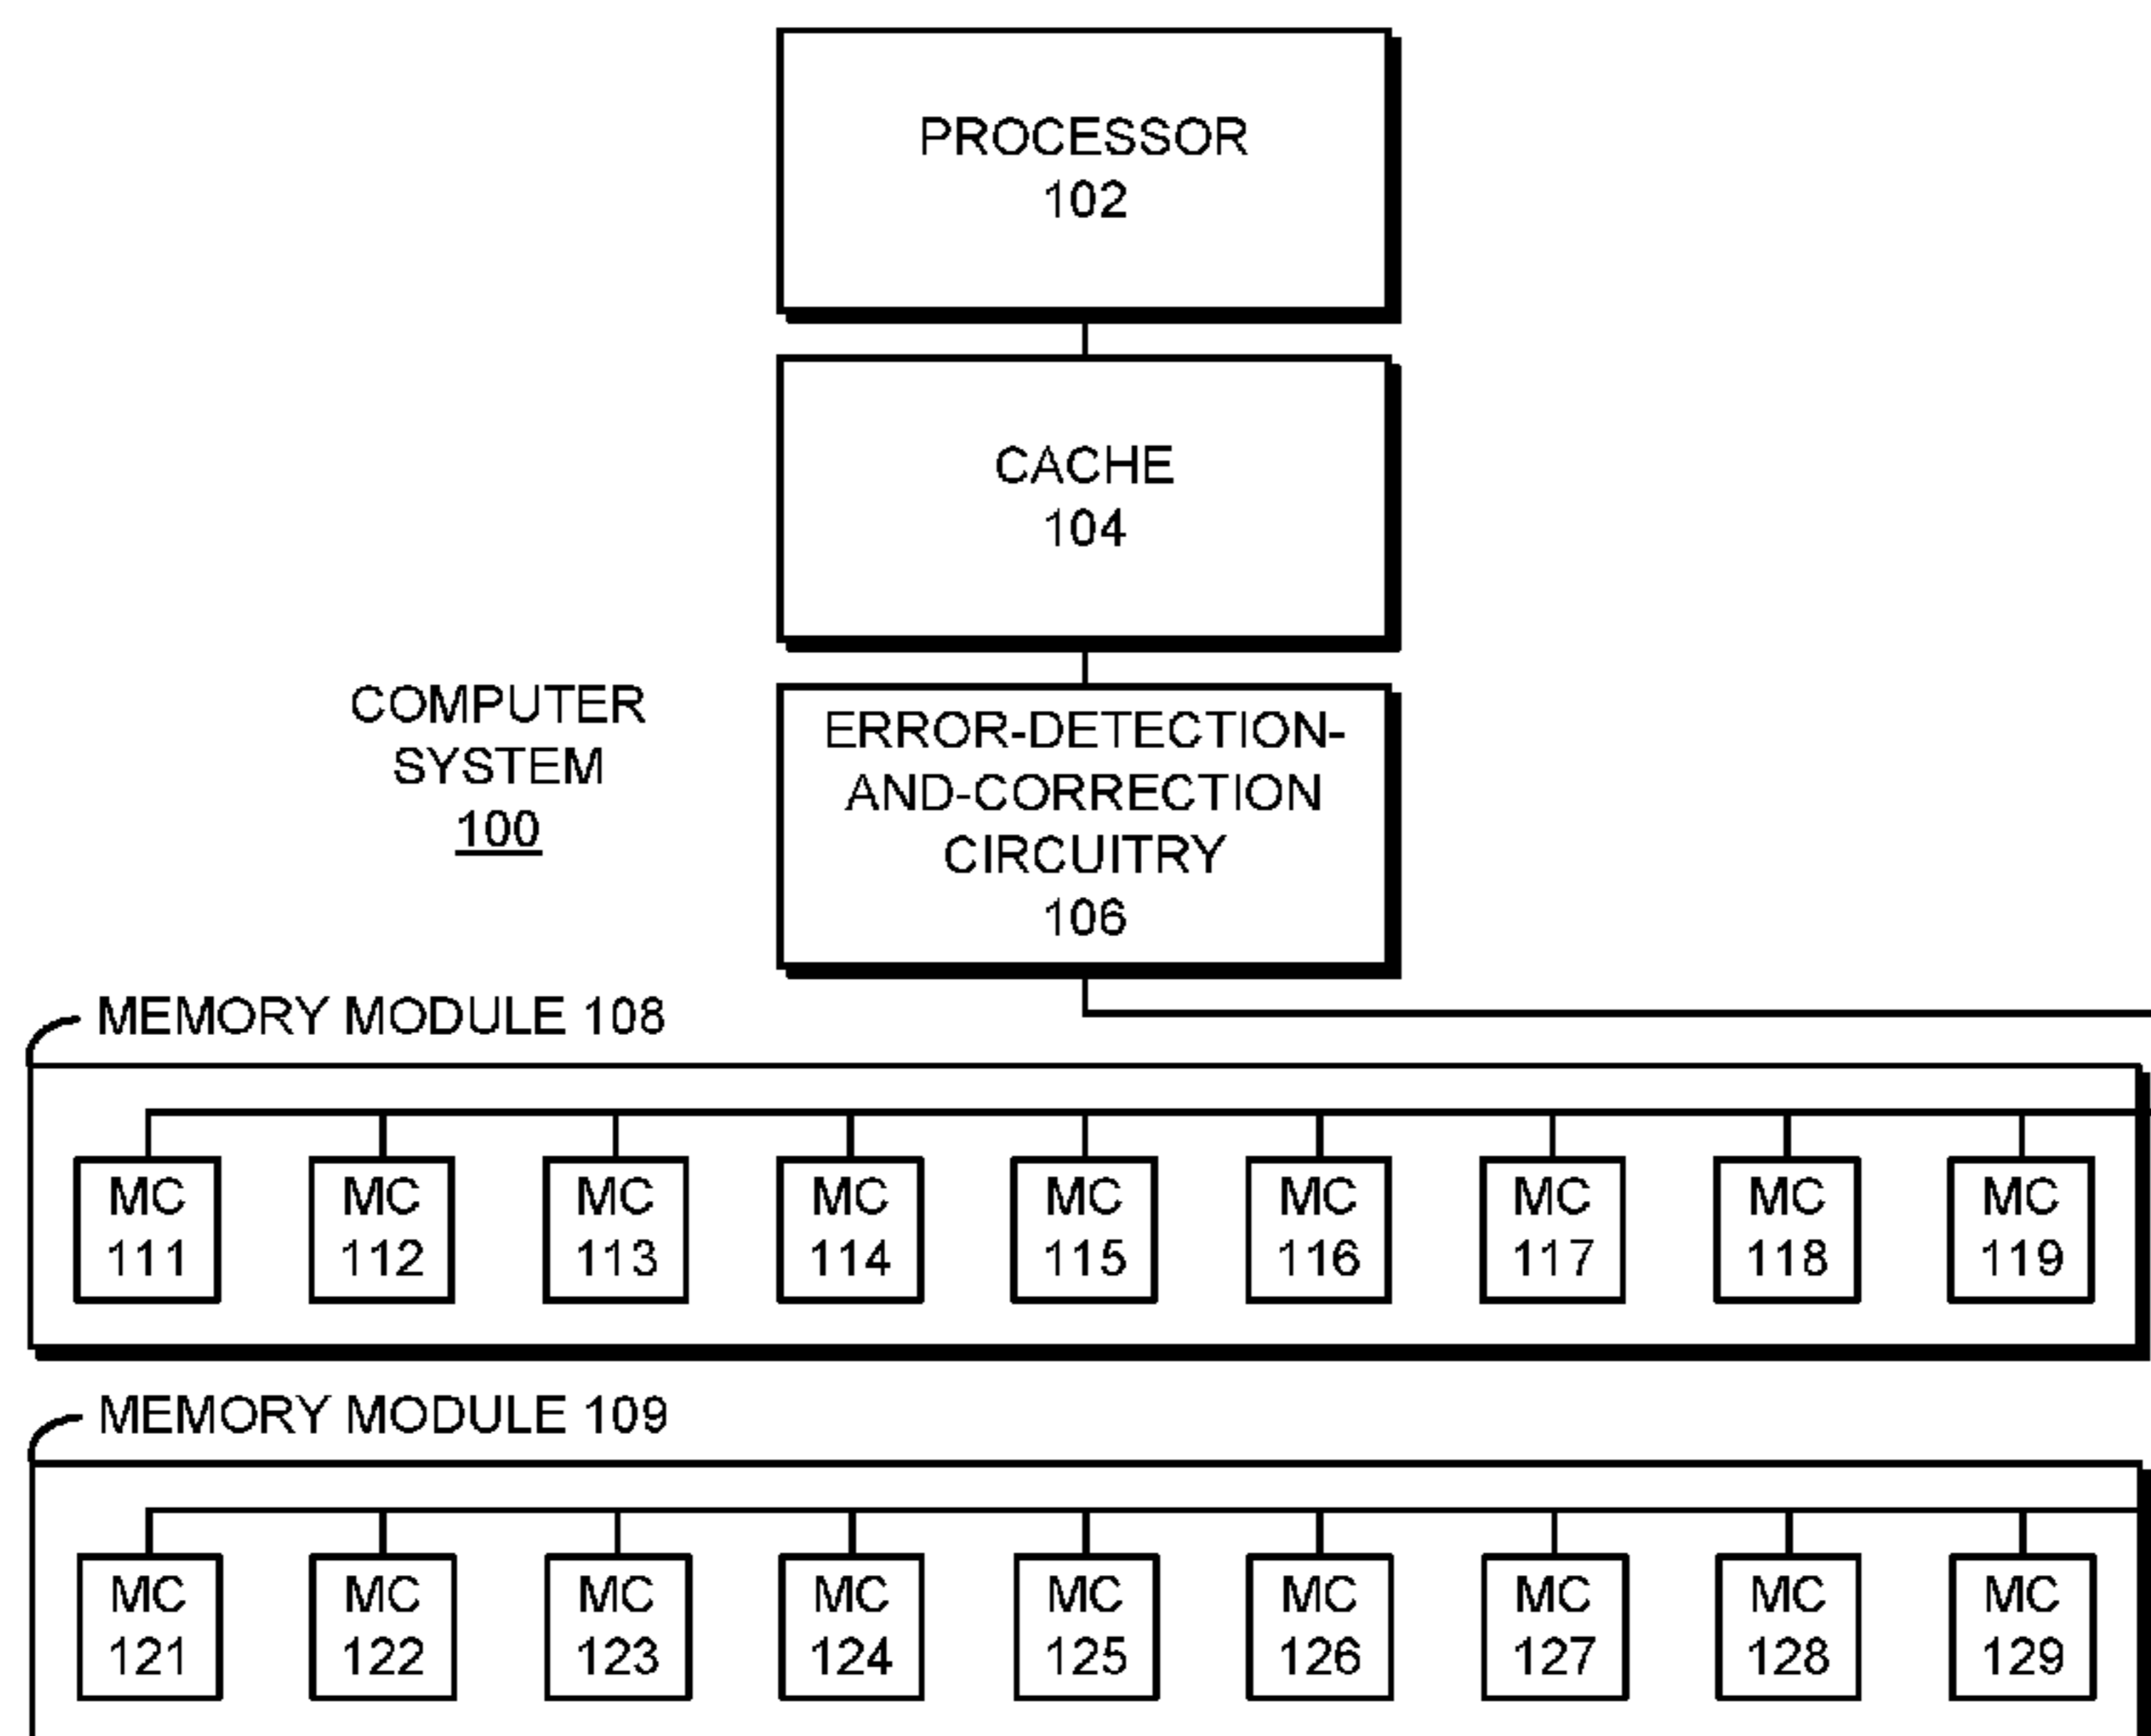 PROCESSOR
102
CACHE
104
COMPUTER
SYSTEM
100
ERROR-DETECTION-
AND-CORRECTION
CIRCUITRY
106
MEMORY MODULE 108
MC
111
MC
112
MC
113
MC
114
MC
115
MC
116
MC
117
MC
118
MC
119
MEMORY MODULE 109
MC
121
MC
122
MC
123
MC
124
MC
125
MC
126
MC
127
MC
128
MC
129